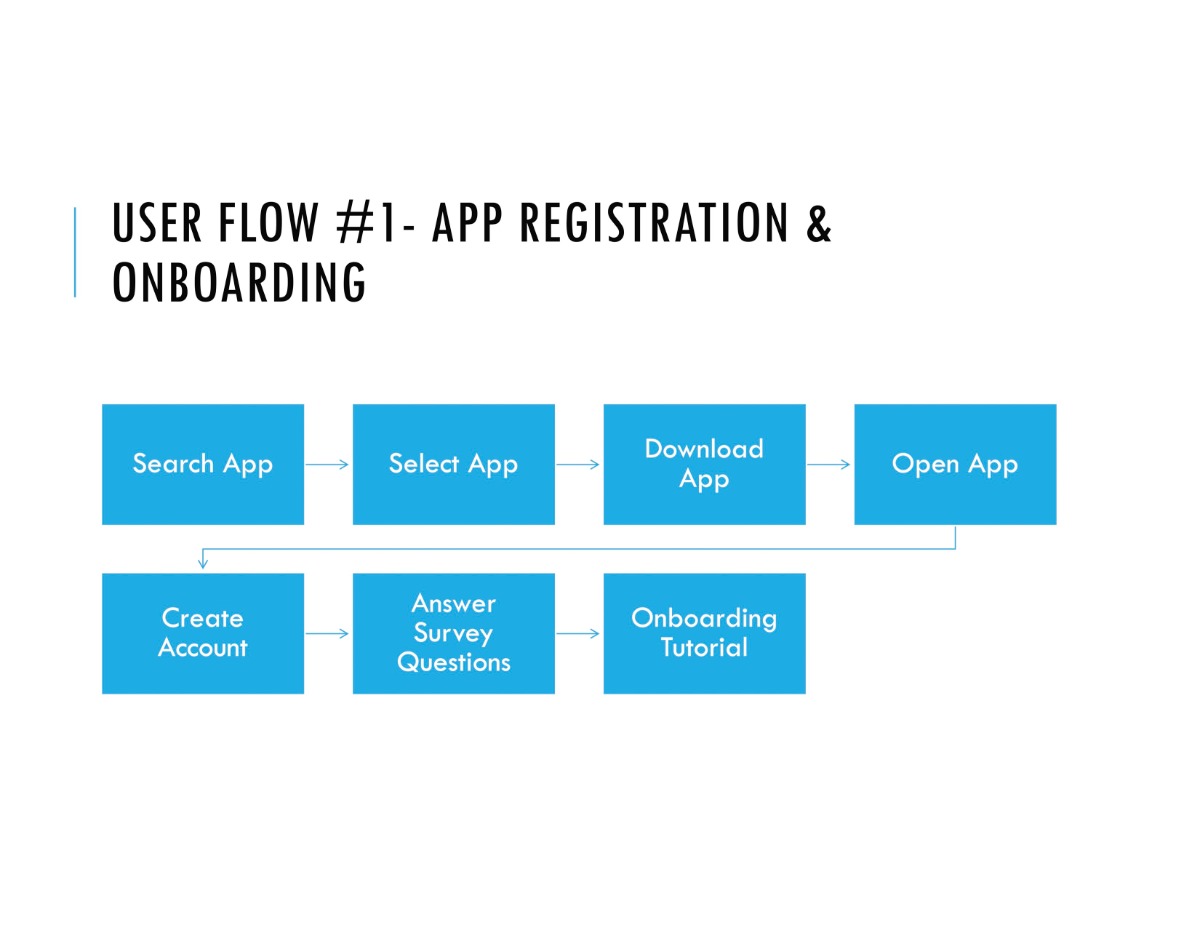 USER FLOW #1- APP REGISTRATION &
ONBOARDING
Search App
Select App
Download
App
Open App
Create
Account
Answer
Survey
Questions
Onboarding
Tutorial